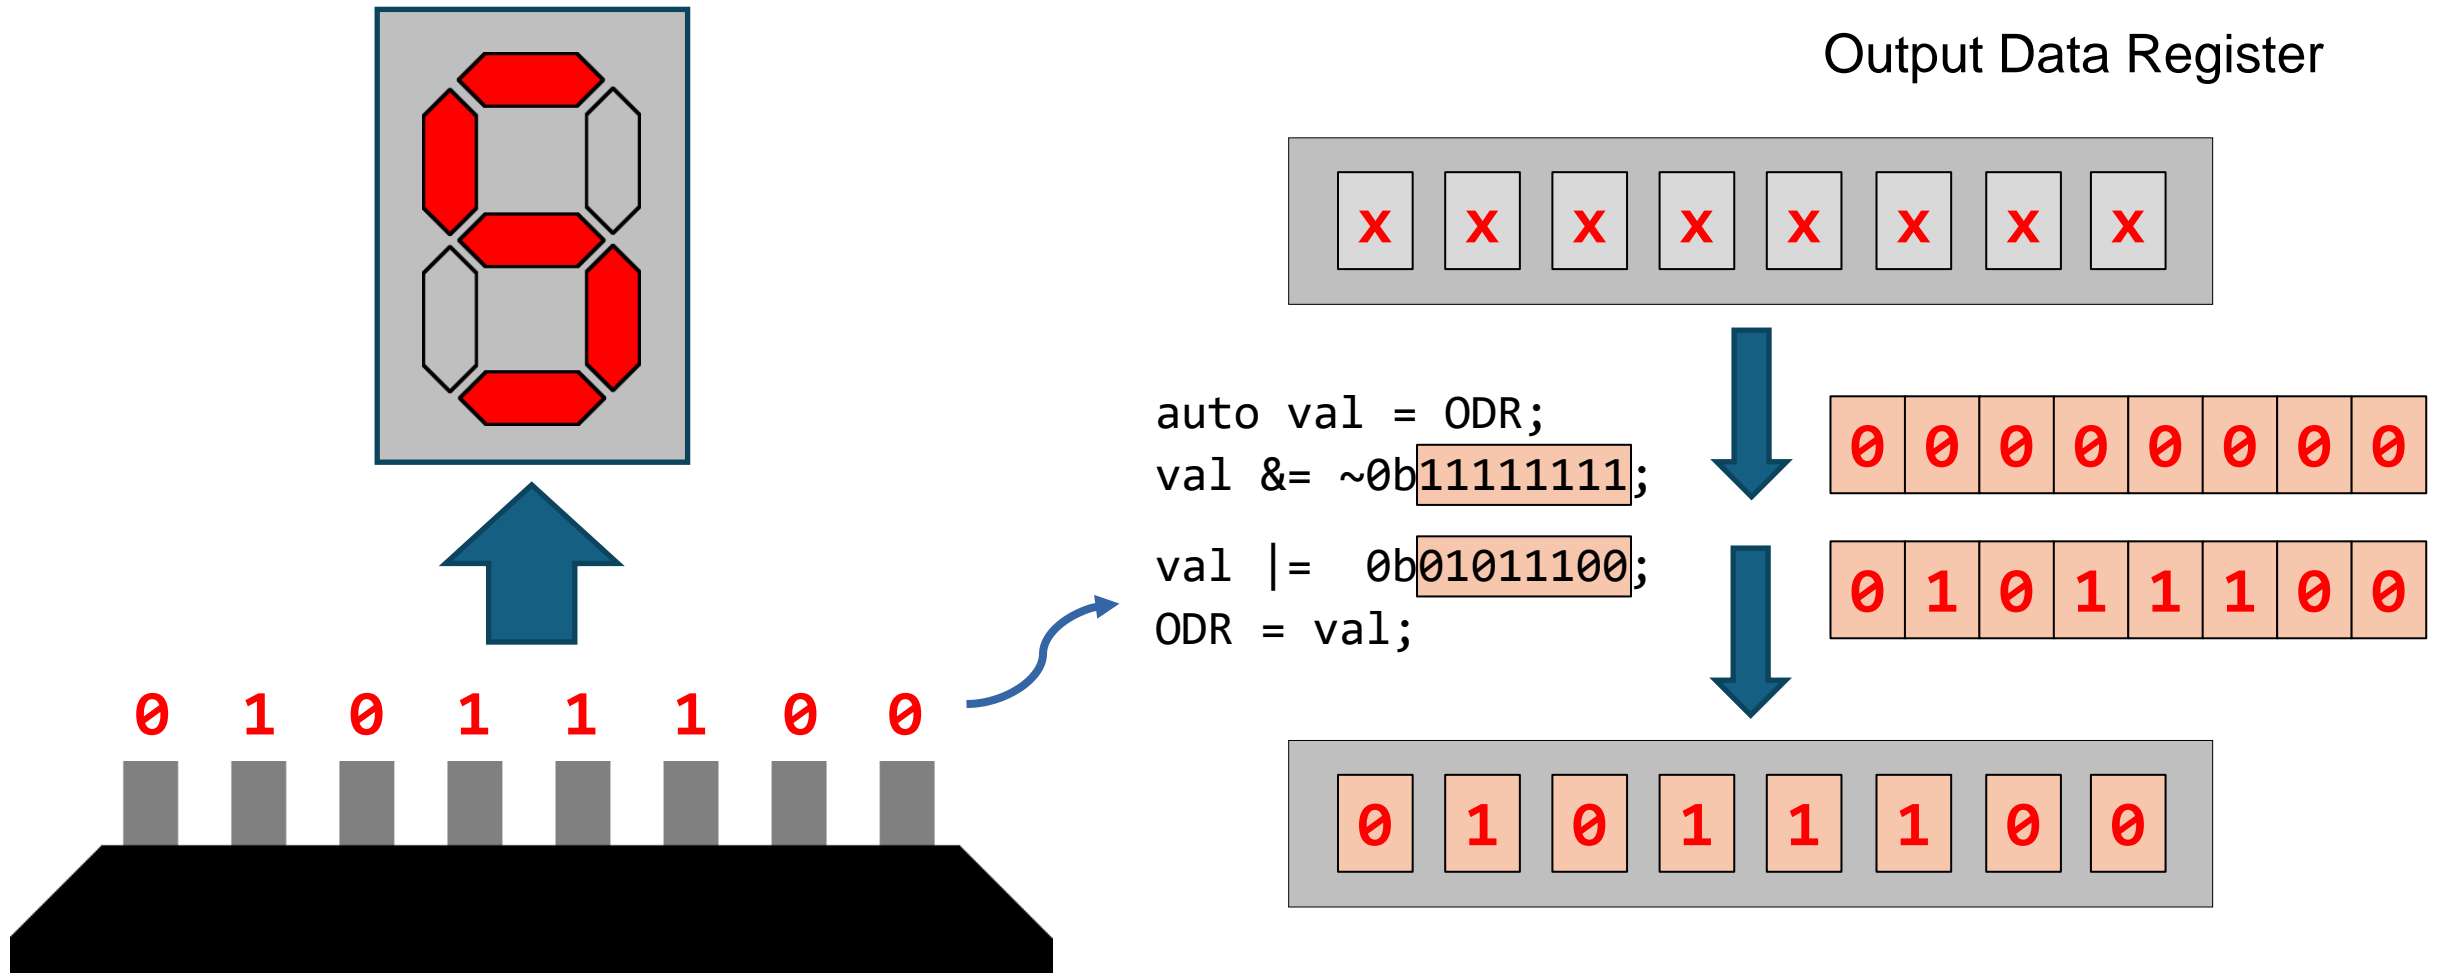 Output Data Register
x x x x x x x x
auto val = ODR;
val &= ~0b11111111;
0 0 0 0 0 0 0 0
val |=  0b01011100;
ODR = val;
0 1 0 1 1 1 0 0
0 1 0 1 1 1 0 0
0 1 0 1 1 1 0 0